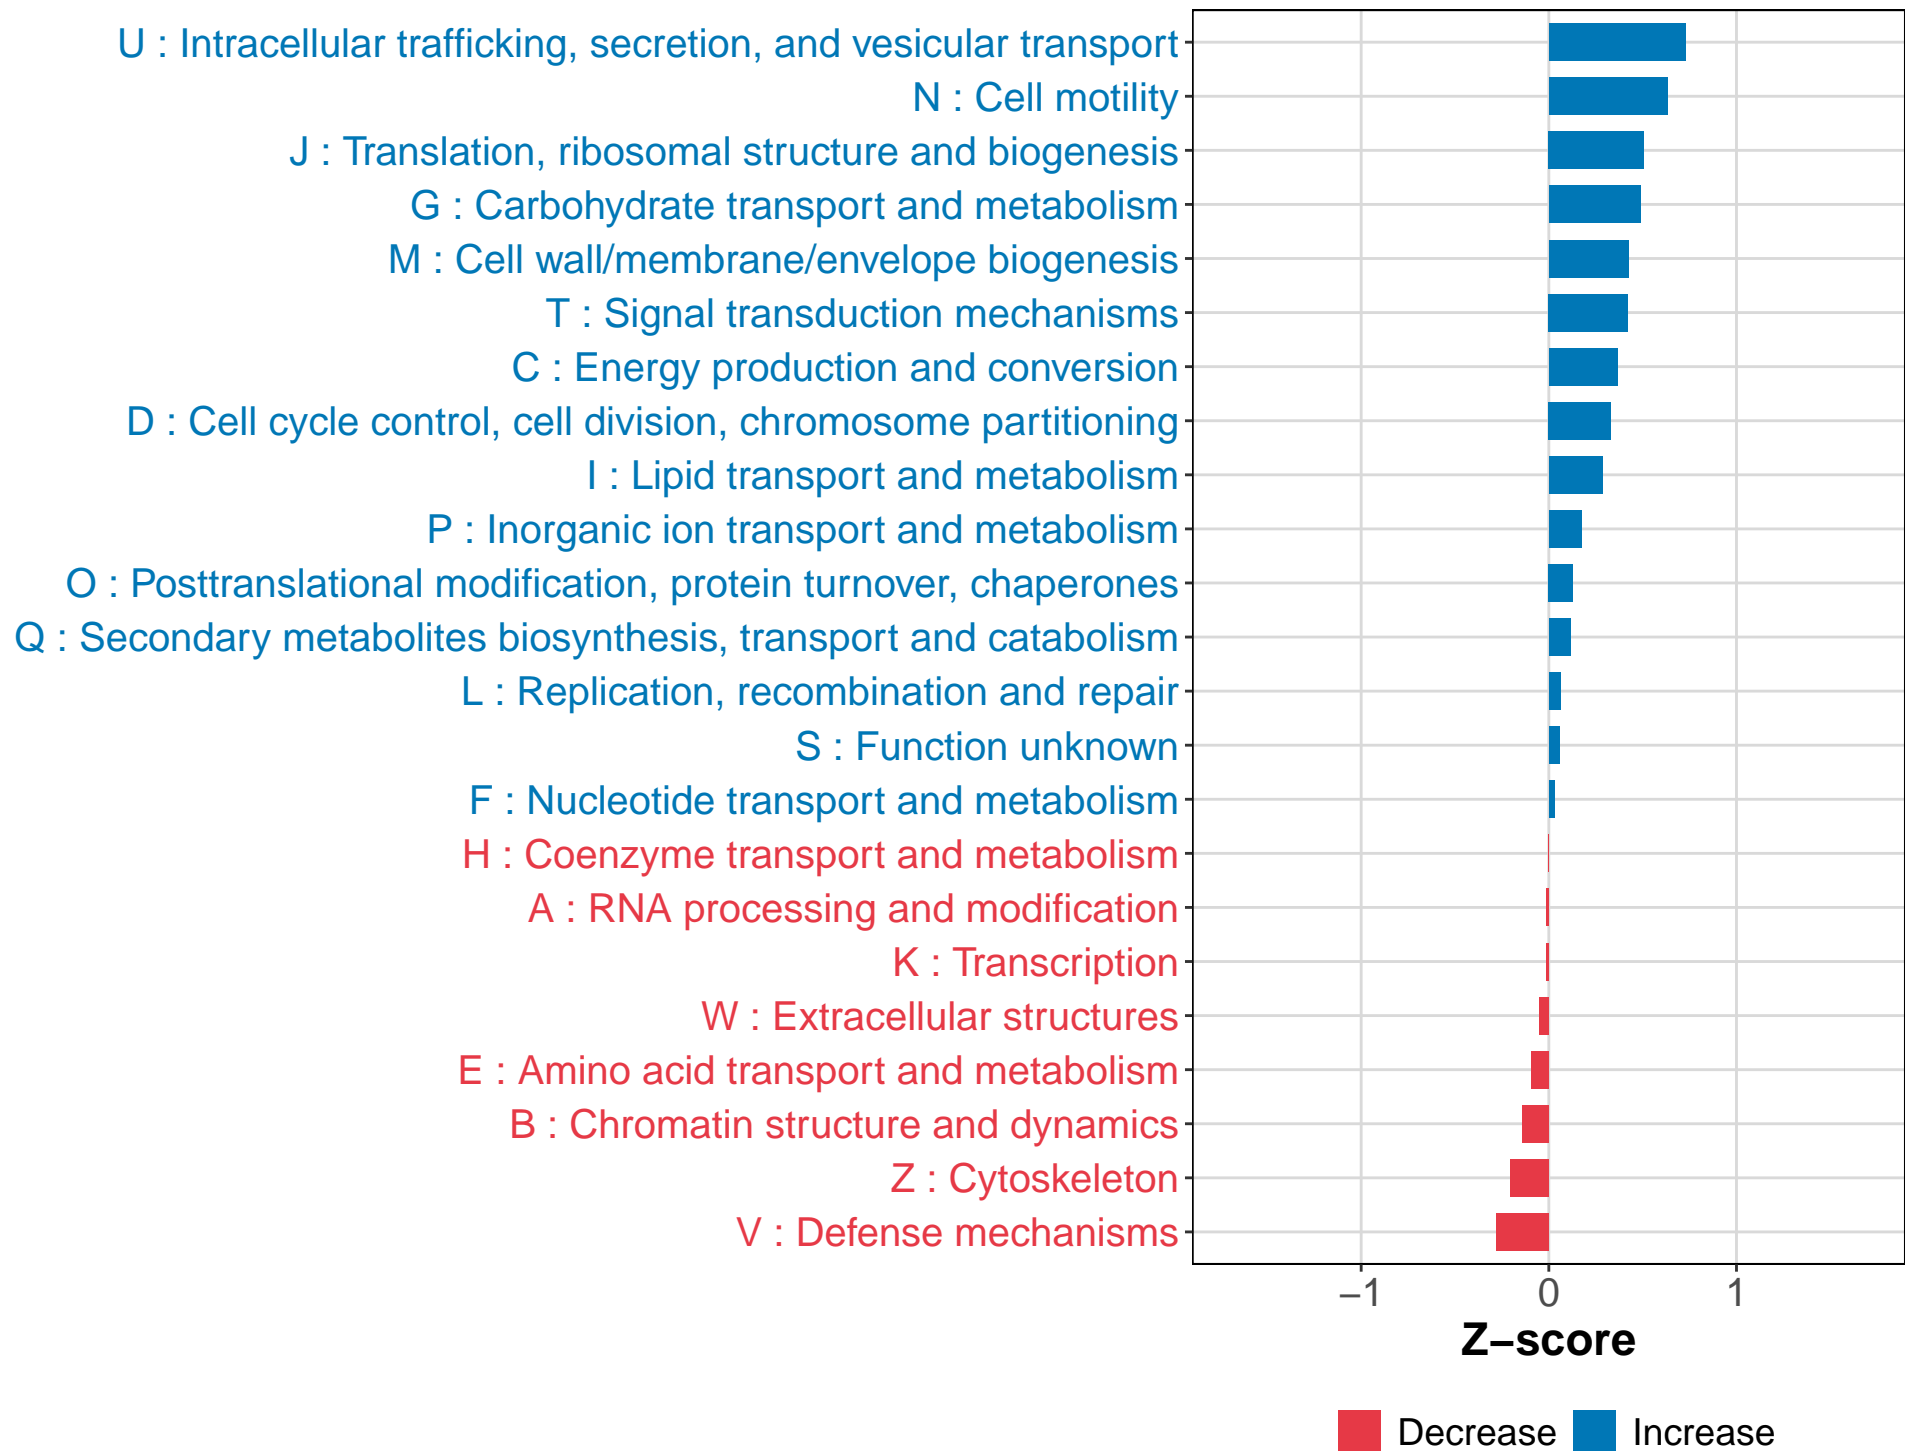 U : Intracellular trafficking, secretion, and vesicular transport
N : Cell motility
J : Translation, ribosomal structure and biogenesis
G : Carbohydrate transport and metabolism
M : Cell wall/membrane/envelope biogenesis
T : Signal transduction mechanisms
C : Energy production and conversion
D : Cell cycle control, cell division, chromosome partitioning
I : Lipid transport and metabolism
P : Inorganic ion transport and metabolism
O : Posttranslational modification, protein turnover, chaperones
Q : Secondary metabolites biosynthesis, transport and catabolism
L : Replication, recombination and repair
S : Function unknown
F : Nucleotide transport and metabolism
H : Coenzyme transport and metabolism
A : RNA processing and modification
K : Transcription
W : Extracellular structures
E : Amino acid transport and metabolism
B : Chromatin structure and dynamics
Z : Cytoskeleton
V : Defense mechanisms
−1 0 1
Z−score
Decrease Increase